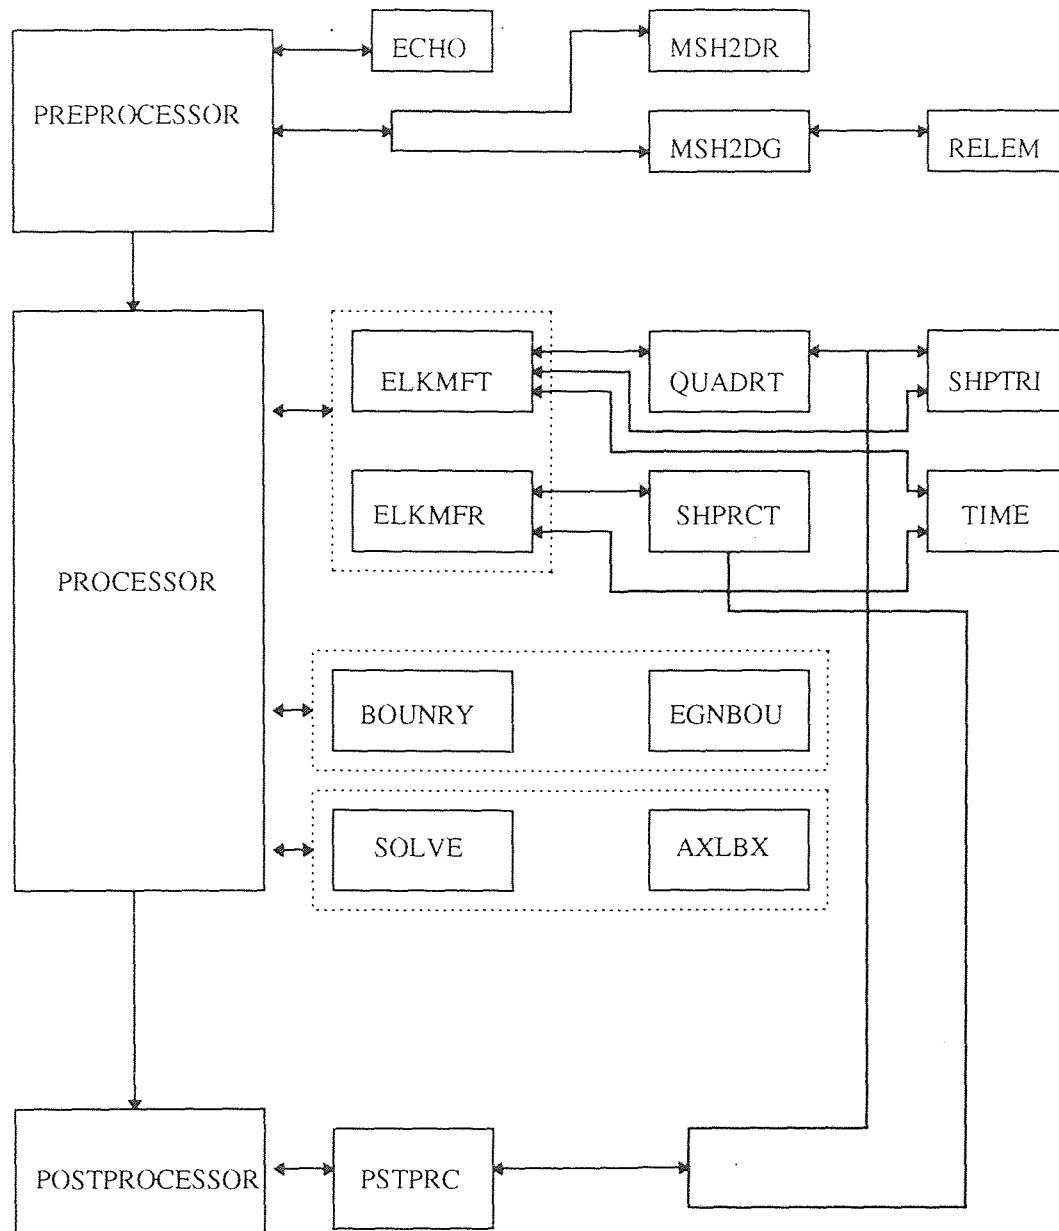 ECHO
MSH2DR
PREPROCESSOR
MSH2DG
RELEM
ELKMFT
QUADRT
SHPTRI
ELKMFR
SHPRCT
TIME
PROCESSOR
BOUNRY
EGNBOU
SOLVE
AXLBX
POSTPROCESSOR
PSTPRC